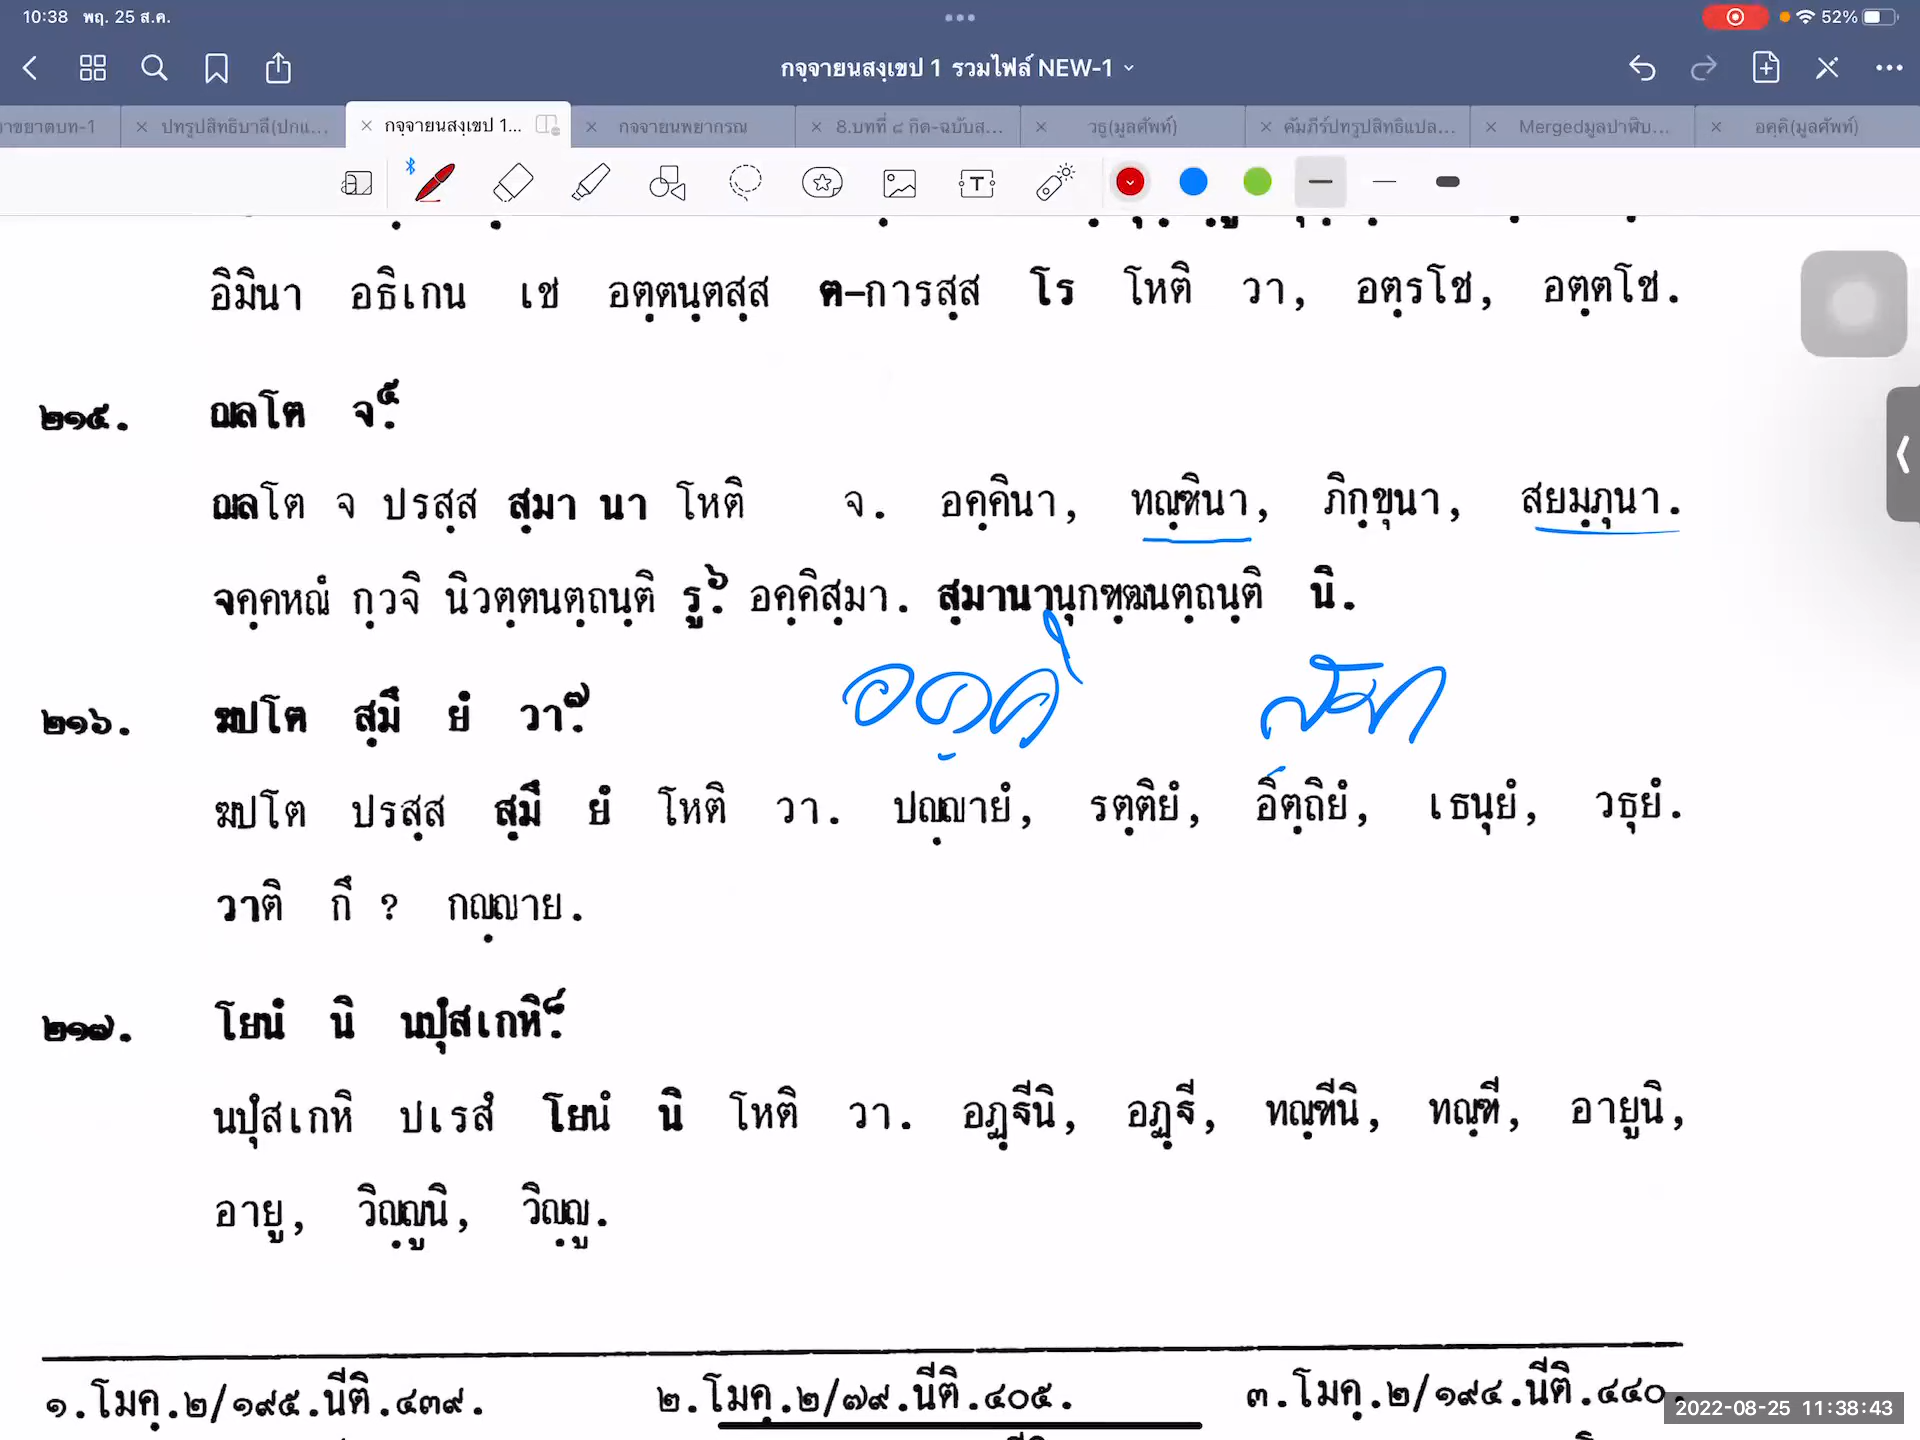 10:38 พฤ. 25 ส.ค.
52%
กจฺจายนสงฺเขป 1 รวมไฟล์ NEW-1
าขยาตบท-1
ปทรูปสิทธิบาลี(ปกแ...
กจฺจายนสงฺเขป 1...
กจจายนพยากรณ
8.บทที่ ๘ กิต-ฉบับส...
วธู(มูลศัพท์)
คัมภีร์ปทรูปสิทธิแปล...
Mergedมูลปาฬิบ...
อคฺคิ(มูลศัพท์)
อิมินา อธิเกน เช อตฺตนฺตสฺส ต-การสฺส โร โหติ วา, อตฺรโช, อตฺตโช.
๒๑๕. ฌลโต จ.๕
ฌลโต จ ปรสฺส สฺมา นา โหติ จ. อคฺคินา, ทณฺฑินา, ภิกฺขุนา, สยมฺภุนา.
จคฺคหณํ กฺวจิ นิวตฺตนตฺถนฺติ รู.๖ อคฺคิสฺมา. สฺมานานุกฑฺฒนตฺถนฺติ นิ.
อคฺคิ
๒๑๖. ฆปโต สฺมึ ยํ วา.๗
ฆปโต ปรสฺส สฺมึ ยํ โหติ วา. ปญฺญายํ, รตฺติยํ, อิตฺถิยํ, เธนุยํ, วธุยํ.
วาติ กึ ? กญฺญาย.
๒๑๗. โยนํ นิ นปุํสเกหิ.๘
นปุํสเกหิ ปเรสํ โยนํ นิ โหติ วา. อฏฺฐีนิ, อฏฺฐี, ทณฺฑีนิ, ทณฺฑี, อายูนิ,
อายู, วิญฺญูนิ, วิญฺญู.
๑.โมคฺ.๒/๑๙๕.นีติ.๔๓๙. ๒.โมคฺ.๒/๗๙.นีติ.๔๐๕. ๓.โมคฺ.๒/๑๙๔.นีติ.๔๔๐.
2022-08-25 11:38:43